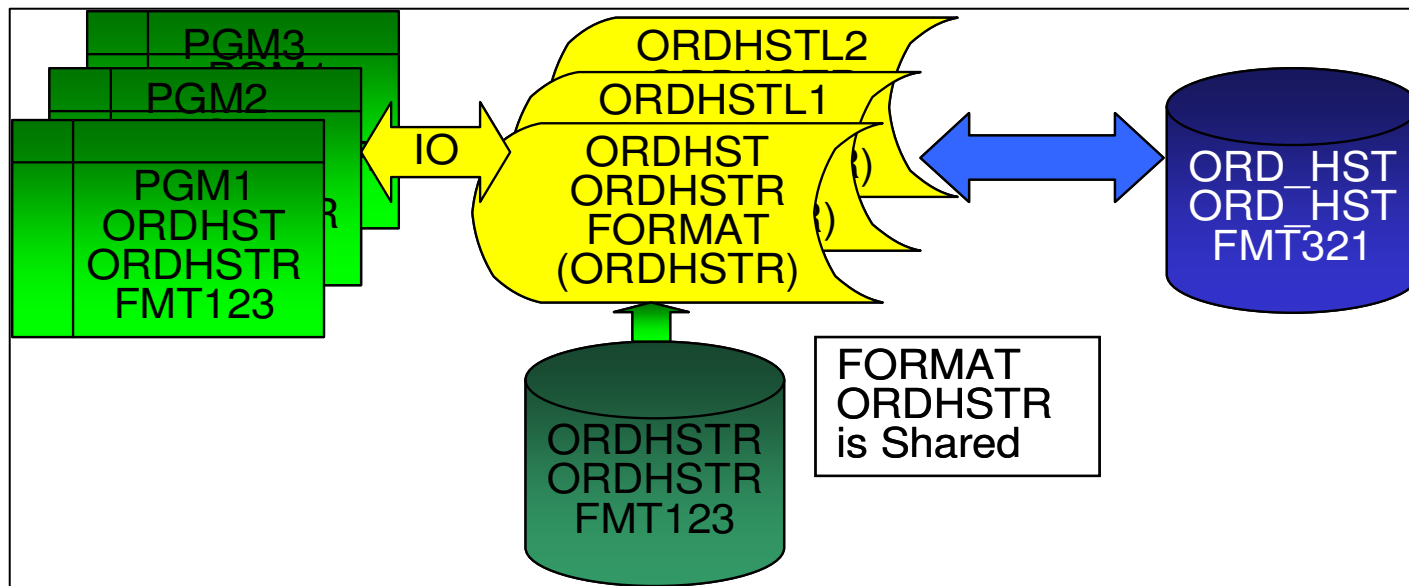 PGM3
PGM2
PGM1
ORDHST
ORDHSTR
FMT123
IO
ORDHSTL2
ORDHSTL1
ORDHST
ORDHSTR
FORMAT
(ORDHSTR)
R)
ORD_HST
ORD_HST
FMT321
ORDHSTR
ORDHSTR
FMT123
FORMAT
ORDHSTR
is Shared